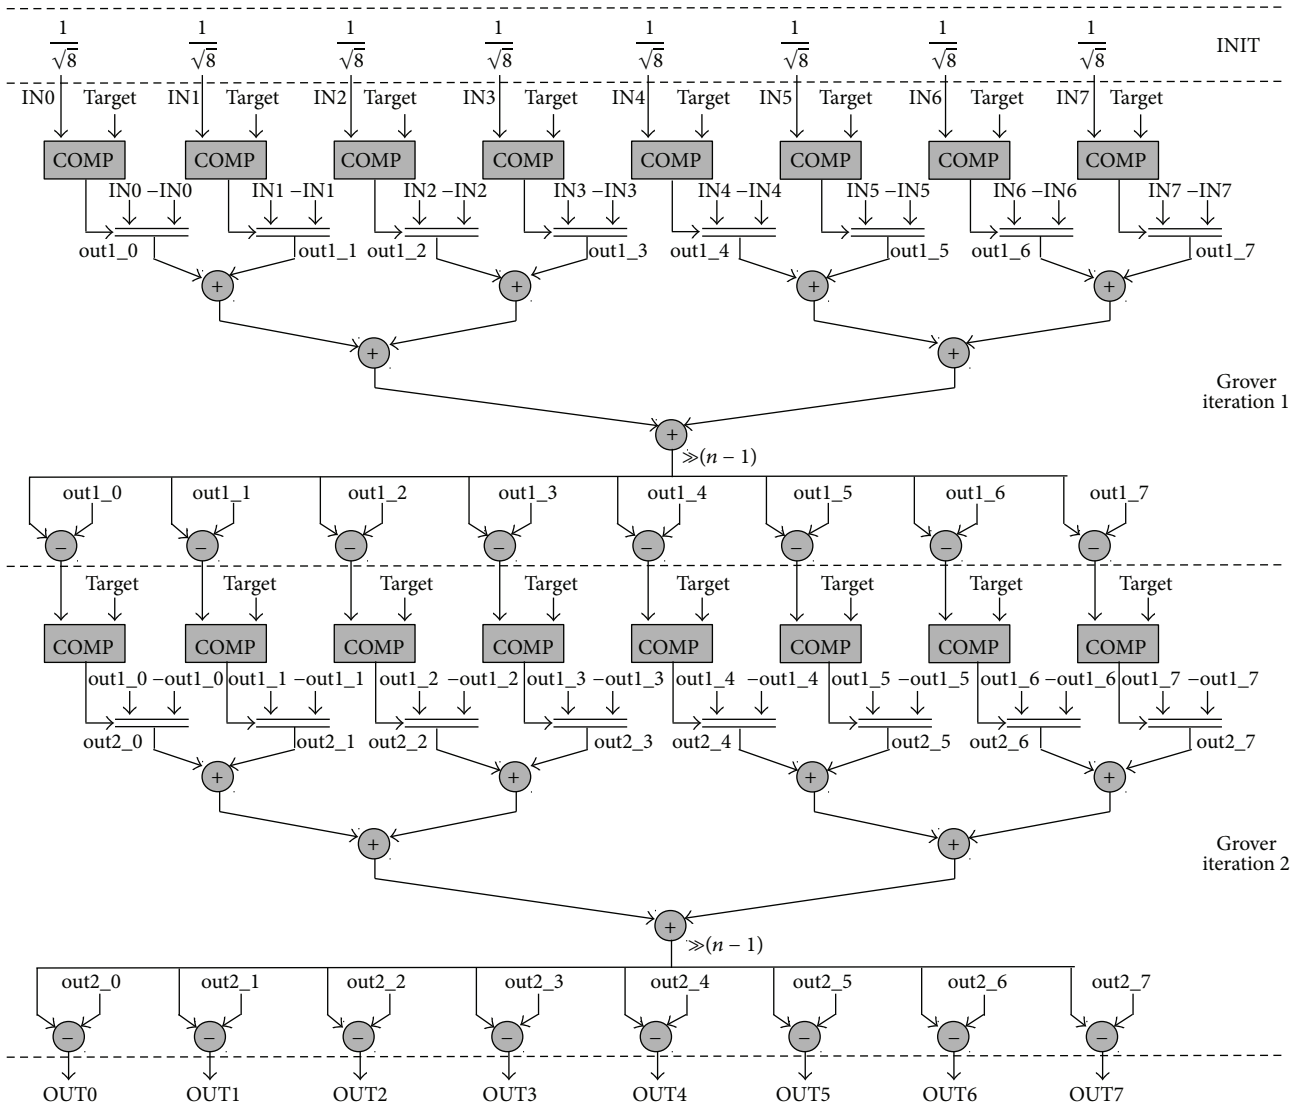 1/√8 1/√8 1/√8 1/√8 1/√8 1/√8 1/√8 1/√8 INIT
IN0 Target IN1 Target IN2 Target IN3 Target IN4 Target IN5 Target IN6 Target IN7 Target
COMP COMP COMP COMP COMP COMP COMP COMP
IN0 −IN0 IN1 −IN1 IN2 −IN2 IN3 −IN3 IN4 −IN4 IN5 −IN5 IN6 −IN6 IN7 −IN7
out1_0 out1_1 out1_2 out1_3 out1_4 out1_5 out1_6 out1_7
+ + + +
+ +
Grover
iteration 1
+
≫(n − 1)
out1_0 out1_1 out1_2 out1_3 out1_4 out1_5 out1_6 out1_7
− − − − − − − −
Target Target Target Target Target Target Target Target
COMP COMP COMP COMP COMP COMP COMP COMP
out1_0 −out1_0 out1_1 −out1_1 out1_2 −out1_2 out1_3 −out1_3 out1_4 −out1_4 out1_5 −out1_5 out1_6 −out1_6 out1_7 −out1_7
out2_0 out2_1 out2_2 out2_3 out2_4 out2_5 out2_6 out2_7
+ + + +
+ +
Grover
iteration 2
+
≫(n − 1)
out2_0 out2_1 out2_2 out2_3 out2_4 out2_5 out2_6 out2_7
− − − − − − − −
OUT0 OUT1 OUT2 OUT3 OUT4 OUT5 OUT6 OUT7